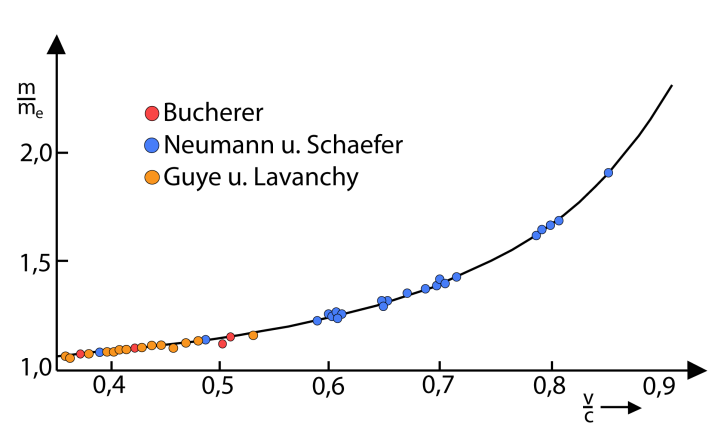 m
mₑ
2,0
1,5
1,0
Bucherer
Neumann u. Schaefer
Guye u. Lavanchy
0,4 0,5 0,6 0,7 0,8 0,9
v
c